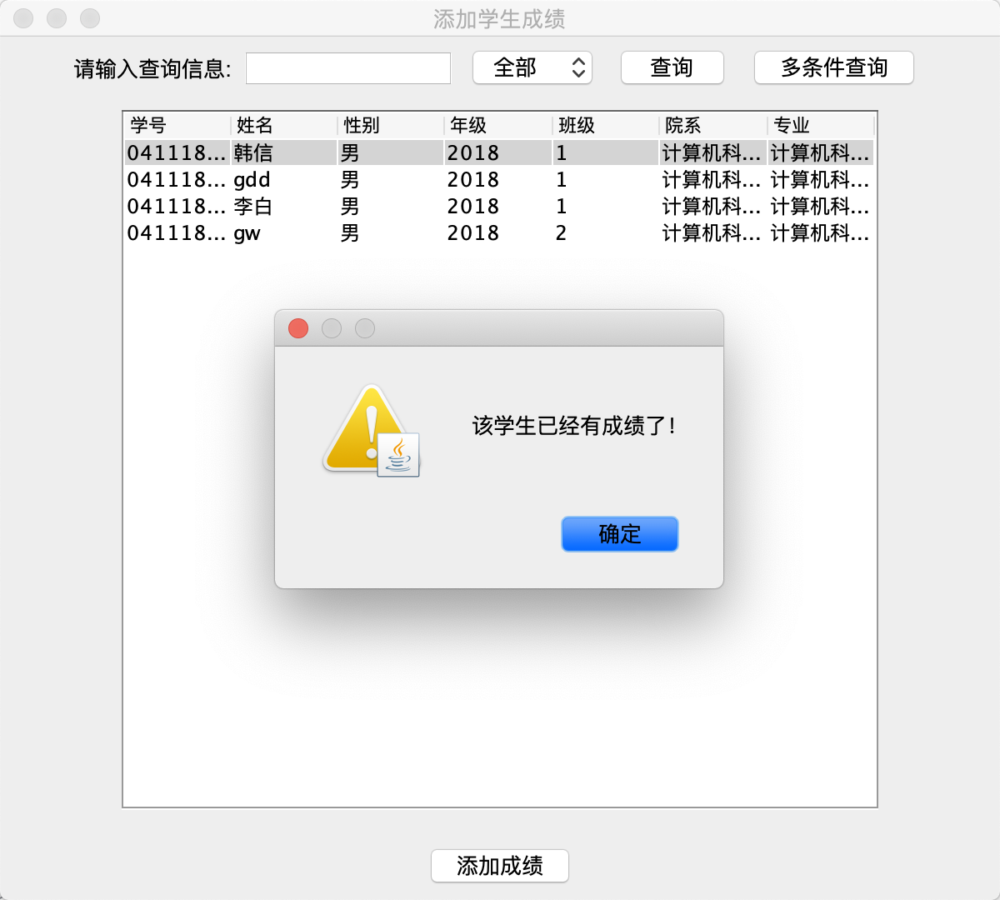 添加学生成绩
请输入查询信息: 全部 查询 多条件查询
学号 姓名 性别 年级 班级 院系 专业
041118... 韩信 男 2018 1 计算机科... 计算机科...
041118... gdd 男 2018 1 计算机科... 计算机科...
041118... 李白 男 2018 1 计算机科... 计算机科...
041118... gw 男 2018 2 计算机科... 计算机科...
该学生已经有成绩了!
确定
添加成绩